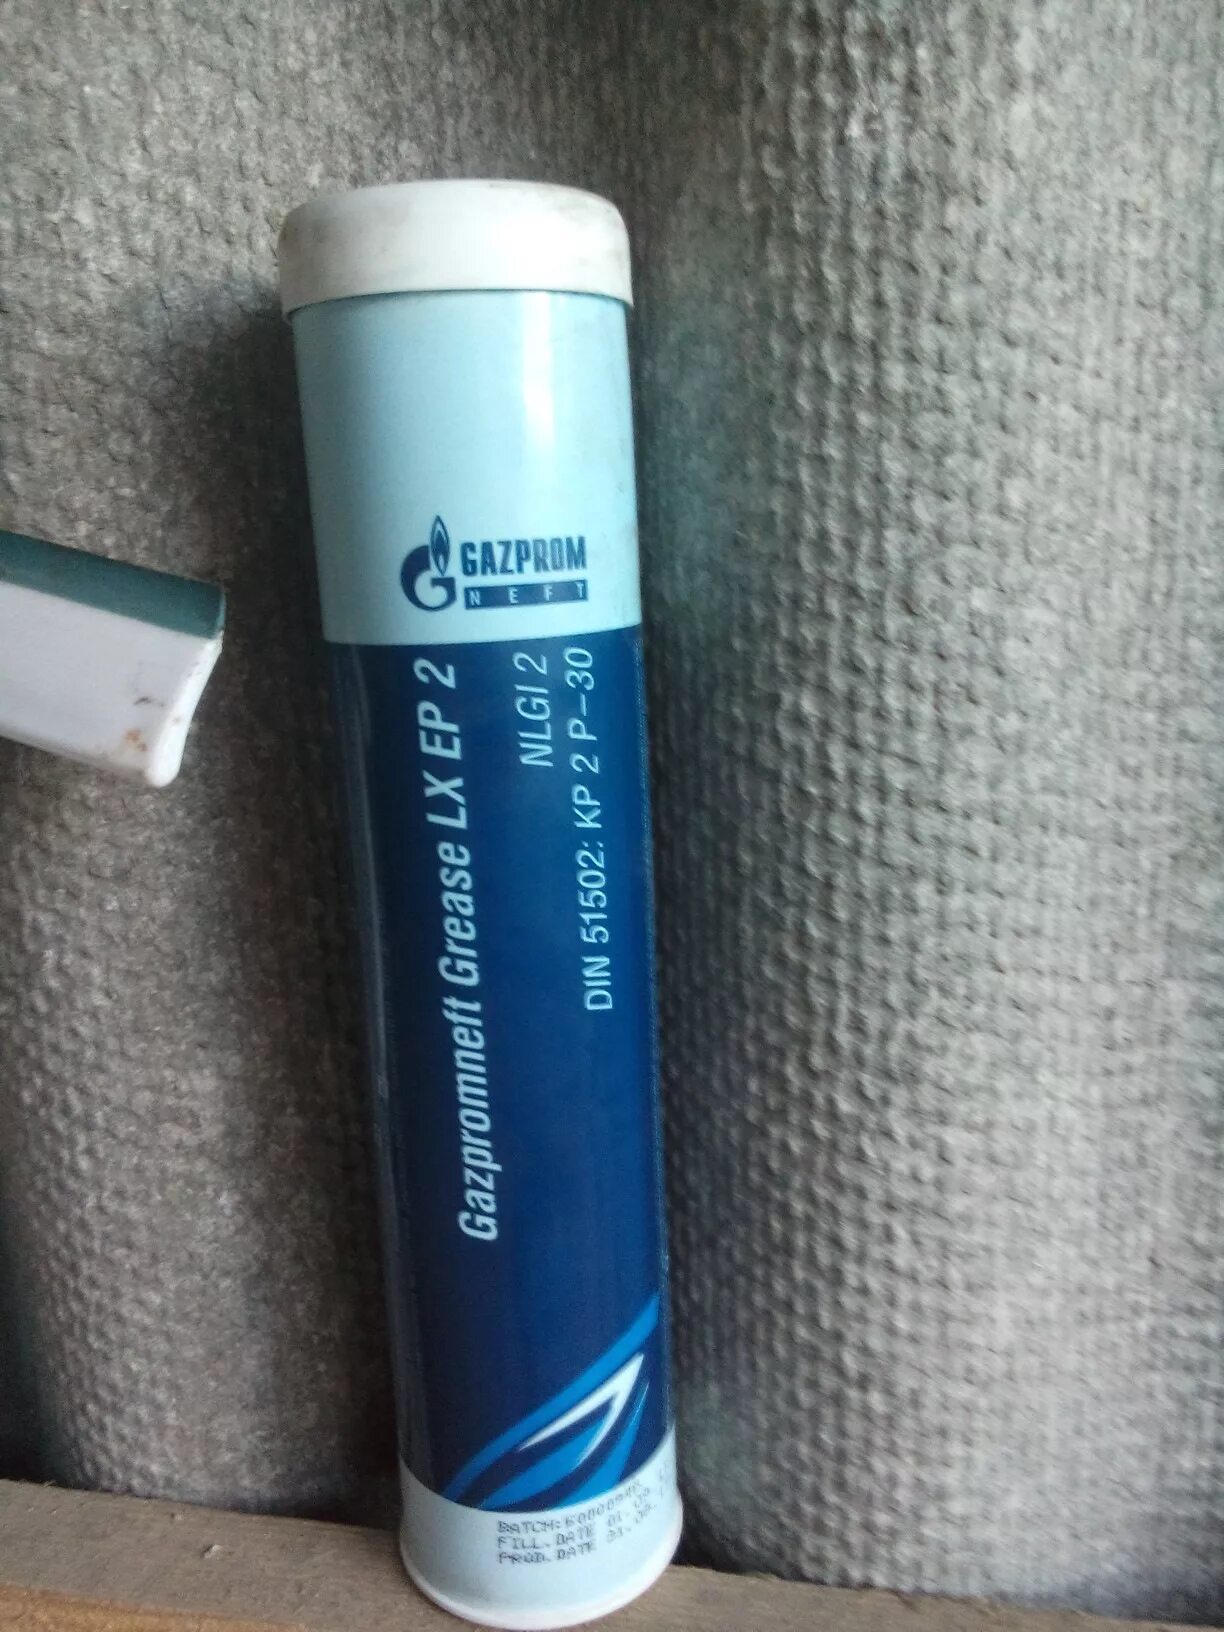 GAZPROM
NEFT
Gazpromneft Grease LX EP 2
NLGI 2
DIN 51502: KP 2 P-30
BATCH:
FILL. DATE
PROD. DATE